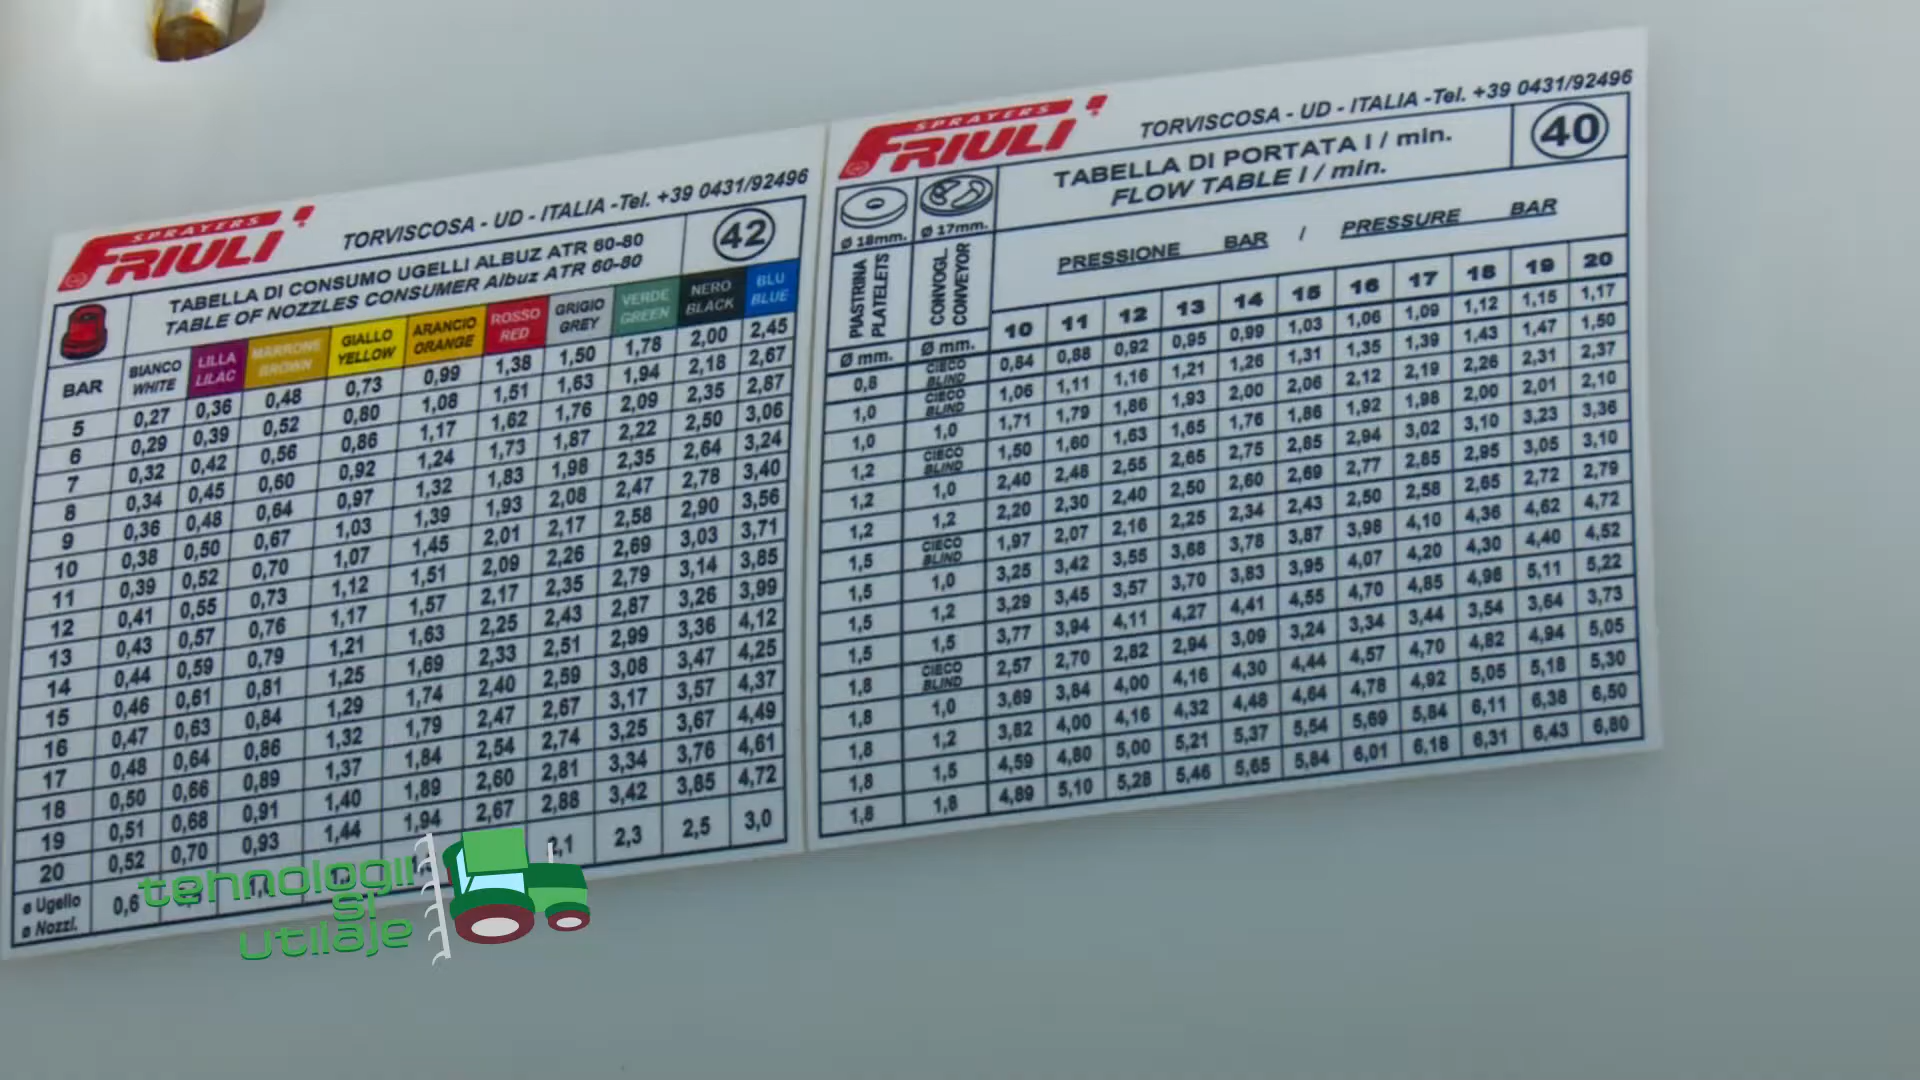 SPRAYERS
FRIULI
TORVISCOSA - UD - ITALIA -Tel. +39 0431/92496
TABELLA DI CONSUMO UGELLI ALBUZ ATR 60-80
TABLE OF NOZZLES CONSUMER Albuz ATR 60-80
42
BAR BIANCO LILLA MARRONE GIALLO ARANCIO ROSSO GRIGIO VERDE NERO BLU
WHITE LILAC BROWN YELLOW ORANGE RED GREY GREEN BLACK BLUE
5 0,27 0,36 0,48 0,73 0,99 1,38 1,50 1,78 2,00 2,45
6 0,29 0,39 0,52 0,80 1,08 1,51 1,63 1,94 2,18 2,67
7 0,32 0,42 0,56 0,86 1,17 1,62 1,76 2,09 2,35 2,87
8 0,34 0,45 0,60 0,92 1,24 1,73 1,87 2,22 2,50 3,06
9 0,36 0,48 0,64 0,97 1,32 1,83 1,98 2,35 2,64 3,24
10 0,38 0,50 0,67 1,03 1,39 1,93 2,08 2,47 2,78 3,40
11 0,39 0,52 0,70 1,07 1,45 2,01 2,17 2,58 2,90 3,56
12 0,41 0,55 0,73 1,12 1,51 2,09 2,26 2,69 3,03 3,71
13 0,43 0,57 0,76 1,17 1,57 2,17 2,35 2,79 3,14 3,85
14 0,44 0,59 0,79 1,21 1,63 2,25 2,43 2,87 3,26 3,99
15 0,46 0,61 0,81 1,25 1,69 2,33 2,51 2,99 3,36 4,12
16 0,47 0,63 0,84 1,29 1,74 2,40 2,59 3,08 3,47 4,25
17 0,48 0,64 0,86 1,32 1,79 2,47 2,67 3,17 3,57 4,37
18 0,50 0,66 0,89 1,37 1,84 2,54 2,74 3,25 3,67 4,49
19 0,51 0,68 0,91 1,40 1,89 2,60 2,81 3,34 3,76 4,61
20 0,52 0,70 0,93 1,44 1,94 2,67 2,88 3,42 3,85 4,72
ø Ugello
ø Nozzl.
0,6 2,3 2,5 3,0
SPRAYERS
FRIULI
TORVISCOSA - UD - ITALIA -Tel. +39 0431/92496
TABELLA DI PORTATA l / min.
FLOW TABLE l / min.
40
Ø 18mm. Ø 17mm.
PIASTRINA
PLATELETS
CONVOGL.
CONVEYOR
PRESSIONE BAR / PRESSURE BAR
Ø mm. Ø mm. 10 11 12 13 14 15 16 17 18 19 20
0,8 CIECO BLIND 0,84 0,88 0,92 0,95 0,99 1,03 1,06 1,09 1,12 1,15 1,17
1,0 CIECO BLIND 1,06 1,11 1,16 1,21 1,26 1,31 1,35 1,39 1,43 1,47 1,50
1,0 1,0 1,71 1,79 1,86 1,93 2,00 2,06 2,12 2,19 2,26 2,31 2,37
1,2 CIECO BLIND 1,50 1,60 1,63 1,65 1,76 1,86 1,92 1,98 2,00 2,01 2,10
1,2 1,0 2,40 2,48 2,55 2,65 2,75 2,85 2,94 3,02 3,10 3,23 3,36
1,2 1,2 2,20 2,30 2,40 2,50 2,60 2,69 2,77 2,85 2,95 3,05 3,10
1,5 CIECO BLIND 1,97 2,07 2,16 2,25 2,34 2,43 2,50 2,58 2,65 2,72 2,79
1,5 1,0 3,25 3,42 3,55 3,68 3,78 3,87 3,98 4,10 4,36 4,62 4,72
1,5 1,2 3,29 3,45 3,57 3,70 3,83 3,95 4,07 4,20 4,30 4,40 4,52
1,5 1,5 3,77 3,94 4,11 4,27 4,41 4,55 4,70 4,85 4,96 5,11 5,22
1,8 CIECO BLIND 2,57 2,70 2,82 2,94 3,09 3,24 3,34 3,44 3,54 3,64 3,73
1,8 1,0 3,69 3,84 4,00 4,16 4,30 4,44 4,57 4,70 4,82 4,94 5,05
1,8 1,2 3,82 4,00 4,16 4,32 4,48 4,64 4,78 4,92 5,05 5,18 5,30
1,8 1,5 4,59 4,80 5,00 5,21 5,37 5,54 5,69 5,84 6,11 6,38 6,50
1,8 1,8 4,89 5,10 5,28 5,46 5,65 5,84 6,01 6,18 6,31 6,43 6,80
tehnologii
si
utilaje